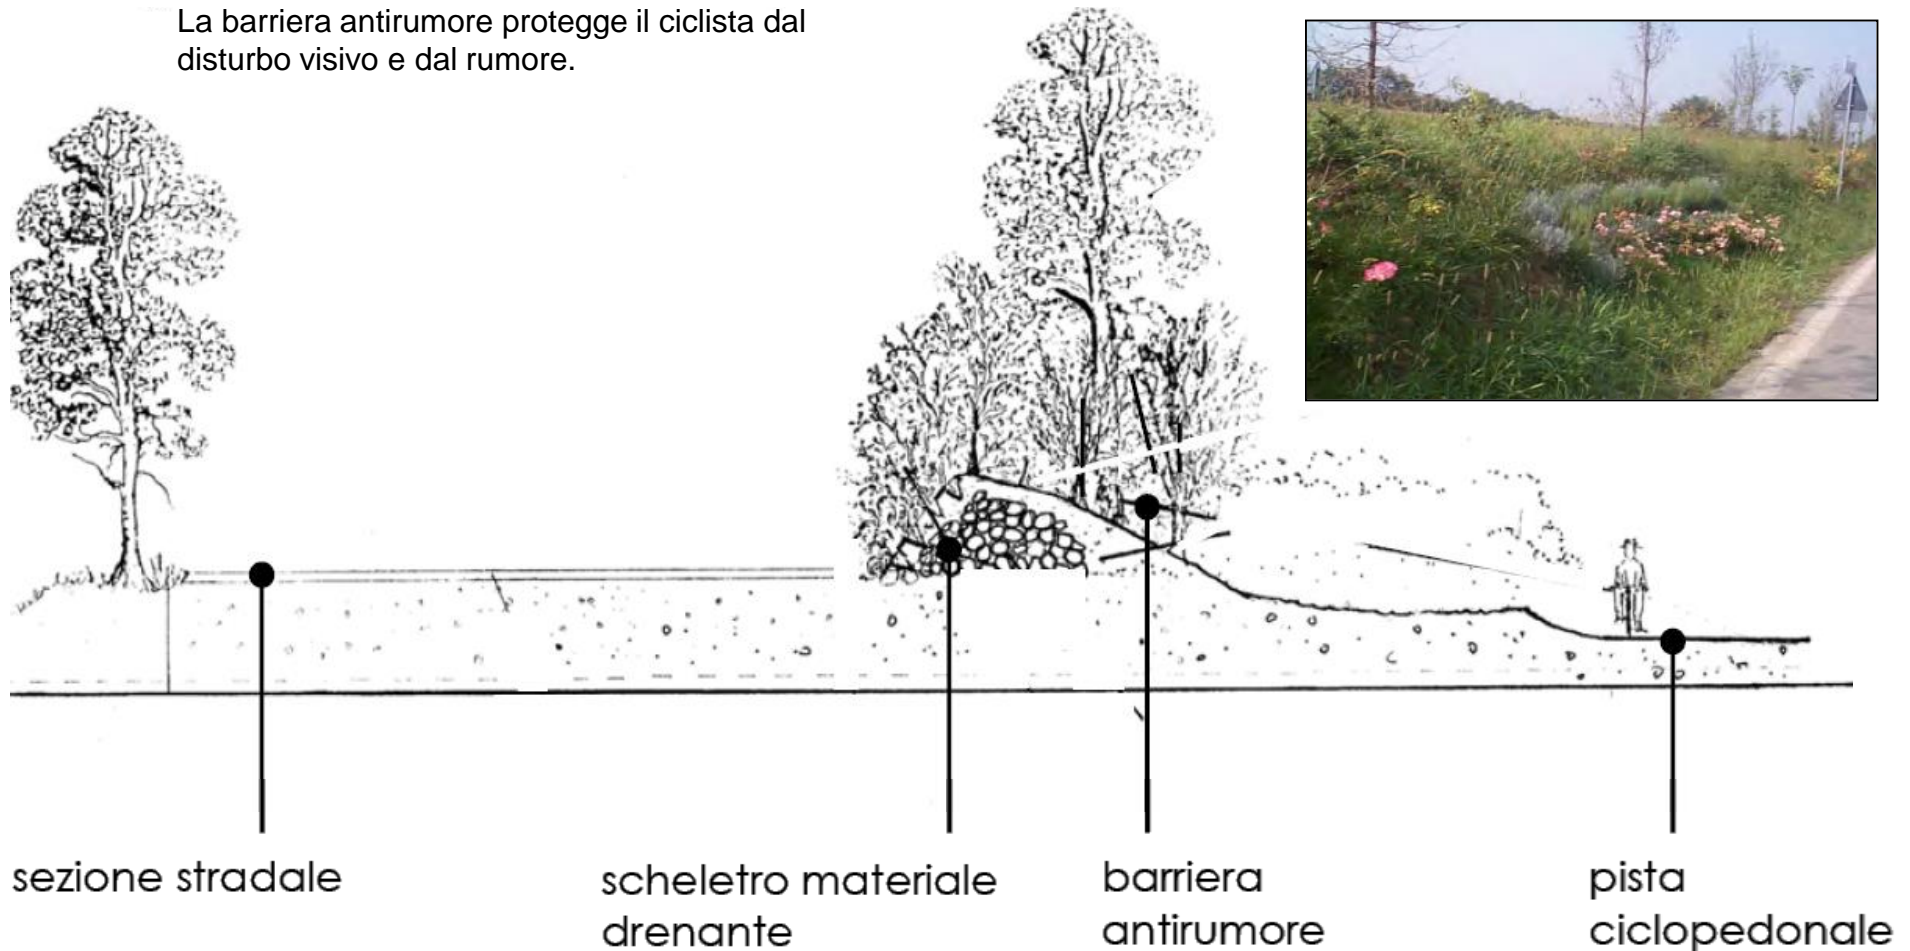 La barriera antirumore protegge il ciclista dal
disturbo visivo e dal rumore.
sezione stradale
scheletro materiale
drenante
barriera
antirumore
pista
ciclopedonale